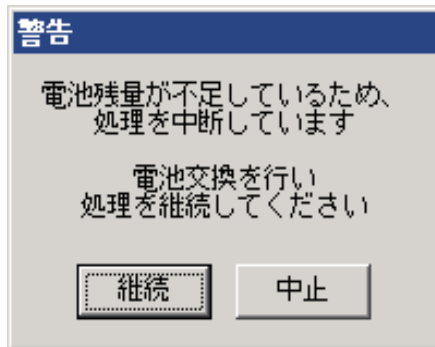 警告
電池残量が不足しているため、
処理を中断しています
電池交換を行い
処理を継続してください
継続
中止